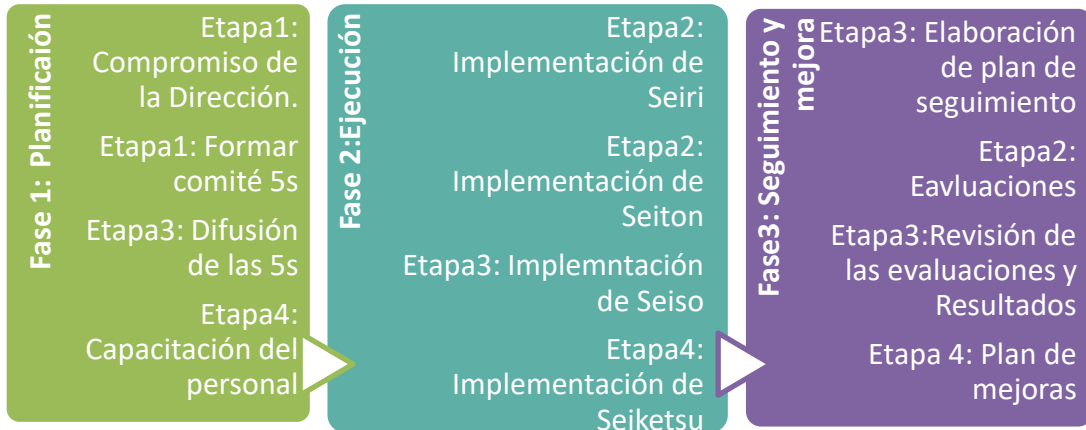 Fase 1: Planificaión
Etapa1:
Compromiso de
la Dirección.
Etapa1: Formar
comité 5s
Etapa3: Difusión
de las 5s
Etapa4:
Capacitación del
personal
Fase 2:Ejecución
Etapa2:
Implementación de
Seiri
Etapa2:
Implementación de
Seiton
Etapa3: Implemntación
de Seiso
Etapa4:
Implementación de
Seiketsu
Fase3: Seguimiento y
mejora
Etapa3: Elaboración
de plan de
seguimiento
Etapa2:
Eavluaciones
Etapa3:Revisión de
las evaluaciones y
Resultados
Etapa 4: Plan de
mejoras